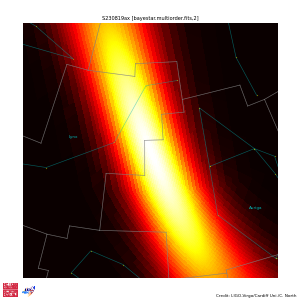 S230819ax [bayestar.multiorder.fits,2]
Lynx
Auriga
Credit: LIGO-Virgo/Cardiff Uni./C. North